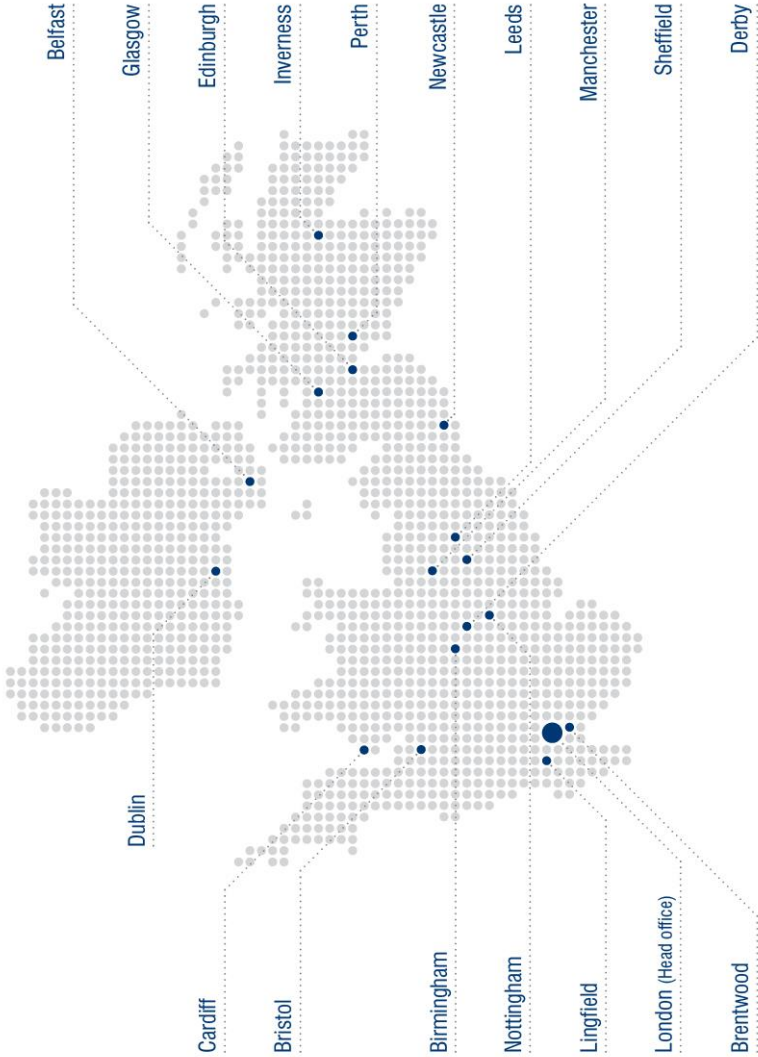 Belfast
Glasgow
Edinburgh
Inverness
Perth
Newcastle
Leeds
Manchester
Sheffield
Derby
Dublin
Cardiff
Bristol
Birmingham
Nottingham
Lingfield
London (Head office)
Brentwood